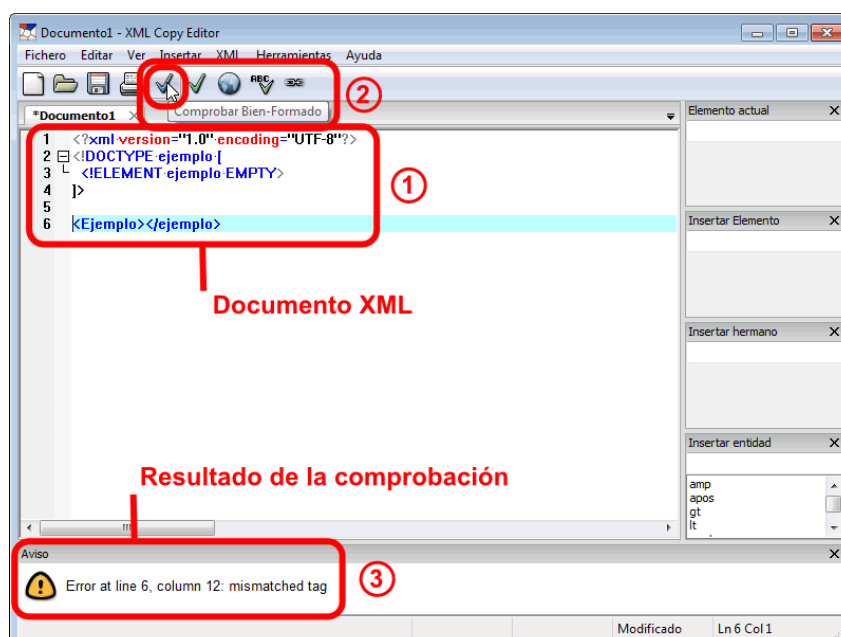 Documento1 - XML Copy Editor
Fichero Editar Ver Insertar XML Herramientas Ayuda
ABC
2
*Documento1
Comprobar Bien-Formado
1 <?xml version="1.0" encoding="UTF-8"?>
2 <!DOCTYPE ejemplo [
3 <!ELEMENT ejemplo EMPTY>
4 ]>
5
6 <Ejemplo></ejemplo>
1
Documento XML
Elemento actual
Insertar Elemento
Insertar hermano
Insertar entidad
amp
apos
gt
lt
Resultado de la comprobación
Aviso
Error at line 6, column 12: mismatched tag
3
Modificado Ln 6 Col 1